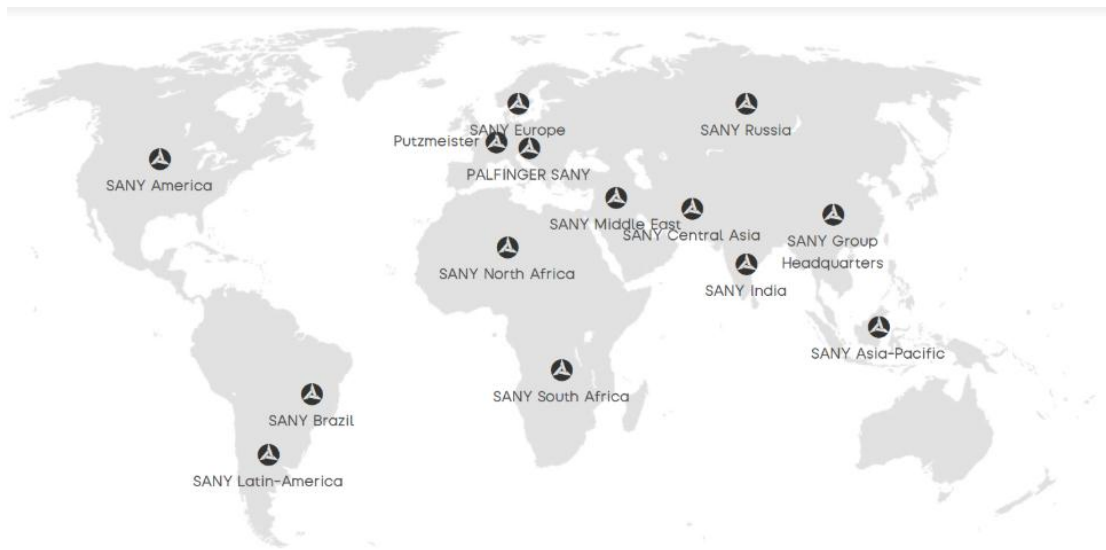 SANY Europe
SANY Russia
Putzmeister
PALFINGER SANY
SANY America
SANY Middle East
SANY Central Asia
SANY Group
Headquarters
SANY North Africa
SANY India
SANY Asia-Pacific
SANY South Africa
SANY Brazil
SANY Latin-America